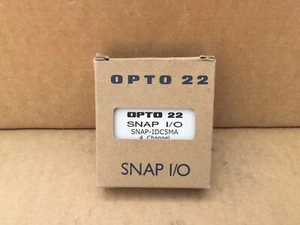 OPTO 22
OPTO 22
SNAP I/O
SNAP-IDC5MA
4 Channel
SNAP I/O